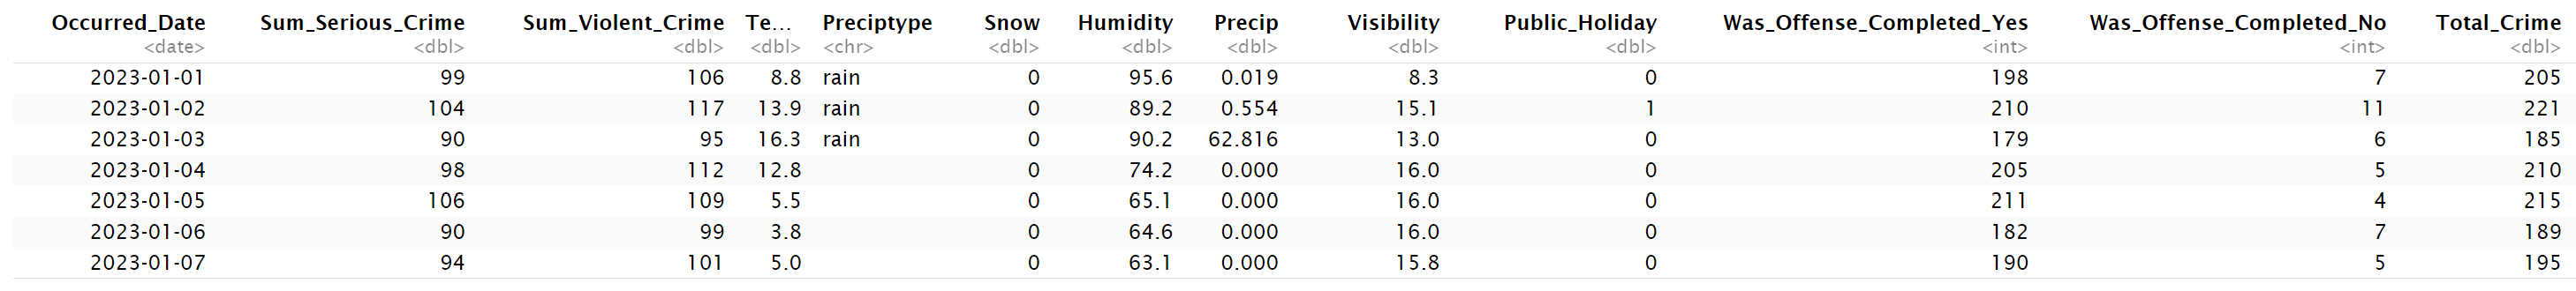 Occurred_Date Sum_Serious_Crime Sum_Violent_Crime Te... Preciptype Snow Humidity Precip Visibility Public_Holiday Was_Offense_Completed_Yes Was_Offense_Completed_No Total_Crime
<date> <dbl> <dbl> <dbl> <chr> <dbl> <dbl> <dbl> <dbl> <dbl> <int> <int> <dbl>
2023-01-01 99 106 8.8 rain 0 95.6 0.019 8.3 0 198 7 205
2023-01-02 104 117 13.9 rain 0 89.2 0.554 15.1 1 210 11 221
2023-01-03 90 95 16.3 rain 0 90.2 62.816 13.0 0 179 6 185
2023-01-04 98 112 12.8 0 74.2 0.000 16.0 0 205 5 210
2023-01-05 106 109 5.5 0 65.1 0.000 16.0 0 211 4 215
2023-01-06 90 99 3.8 0 64.6 0.000 16.0 0 182 7 189
2023-01-07 94 101 5.0 0 63.1 0.000 15.8 0 190 5 195